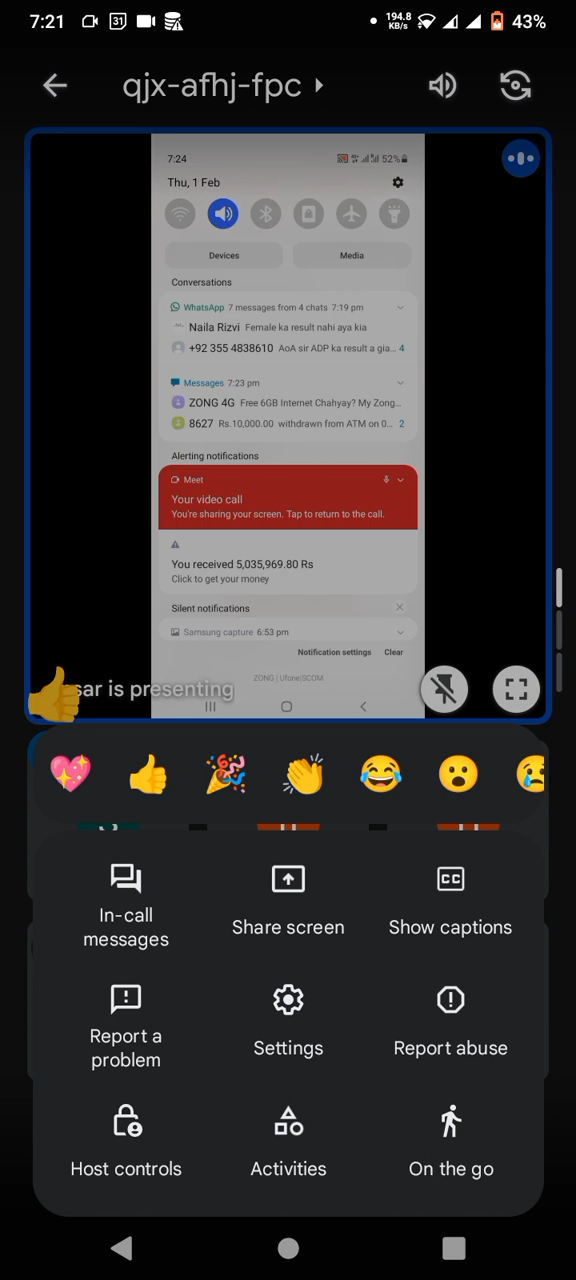 7:21 31 194.8 KB/s 43%
qjx-afhj-fpc
7:24 52%
Thu, 1 Feb
Devices Media
Conversations
WhatsApp 7 messages from 4 chats 7:19 pm
Naila Rizvi Female ka result nahi aya kia
+92 355 4838610 AoA sir ADP ka result a gia... 4
Messages 7:23 pm
ZONG 4G Free 6GB Internet Chahyay? My Zong...
8627 Rs.10,000.00 withdrawn from ATM on 0... 2
Alerting notifications
Meet
Your video call
You're sharing your screen. Tap to return to the call.
You received 5,035,969.80 Rs
Click to get your money
Silent notifications
Samsung capture 6:53 pm
Notification settings Clear
ZONG | Ufone|SCOM
sar is presenting
In-call messages
Share screen
Show captions
CC
Report a problem
Settings
Report abuse
Host controls
Activities
On the go